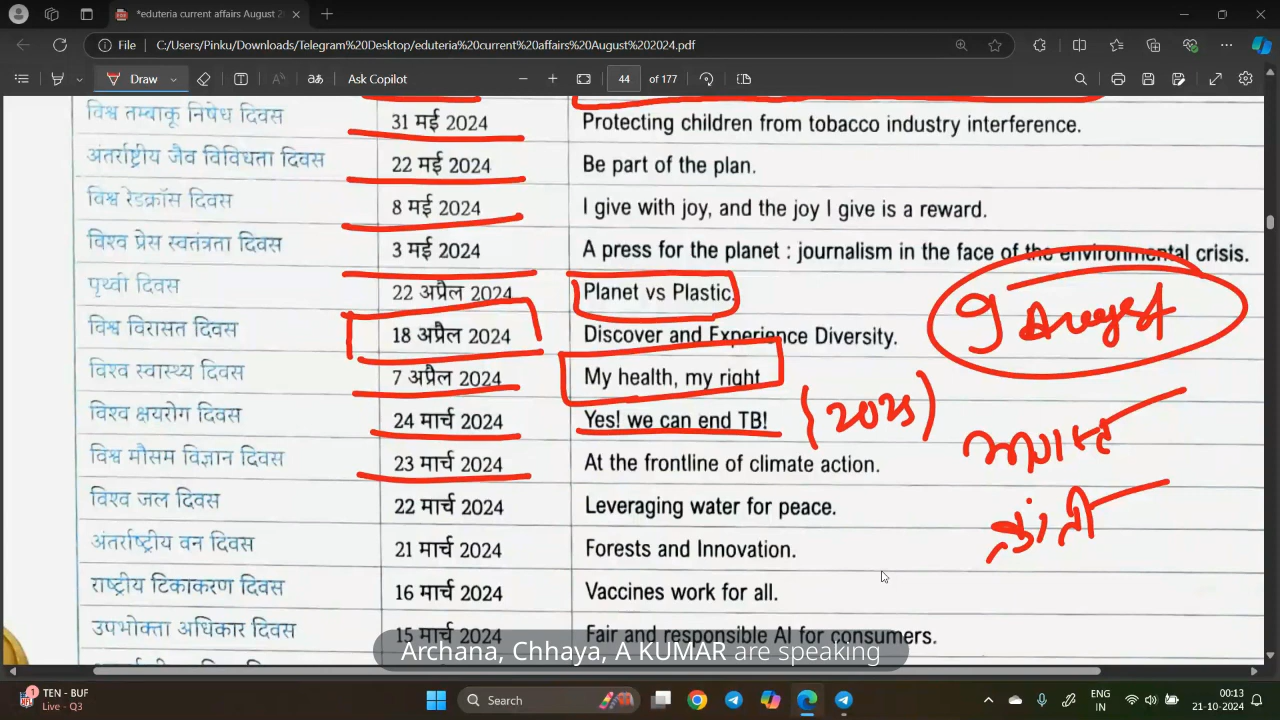 *eduteria current affairs August 2
File C:/Users/Pinku/Downloads/Telegram%20Desktop/eduteria%20current%20affairs%20August%202024.pdf
Draw Ask Copilot 44 of 177
विश्व तम्बाकू निषेध दिवस 31 मई 2024 Protecting children from tobacco industry interference.
अंतर्राष्ट्रीय जैव विविधता दिवस 22 मई 2024 Be part of the plan.
विश्व रेडक्रॉस दिवस 8 मई 2024 I give with joy, and the joy I give is a reward.
विश्व प्रेस स्वतंत्रता दिवस 3 मई 2024 A press for the planet : journalism in the face of the environmental crisis.
पृथ्वी दिवस 22 अप्रैल 2024 Planet vs Plastic.
9 August
विश्व विरासत दिवस 18 अप्रैल 2024 Discover and Experience Diversity.
विश्व स्वास्थ्य दिवस 7 अप्रैल 2024 My health, my right
विश्व क्षयरोग दिवस 24 मार्च 2024 Yes! we can end TB! (2025)
विश्व मौसम विज्ञान दिवस 23 मार्च 2024 At the frontline of climate action.
विश्व जल दिवस 22 मार्च 2024 Leveraging water for peace.
अंतर्राष्ट्रीय वन दिवस 21 मार्च 2024 Forests and Innovation.
राष्ट्रीय टिकाकरण दिवस 16 मार्च 2024 Vaccines work for all.
उपभोक्ता अधिकार दिवस 15 मार्च 2024 Fair and responsible AI for consumers.
Archana, Chhaya, A KUMAR are speaking
1 TEN - BUF
Live - Q3
Search
ENG
IN
00:13
21-10-2024